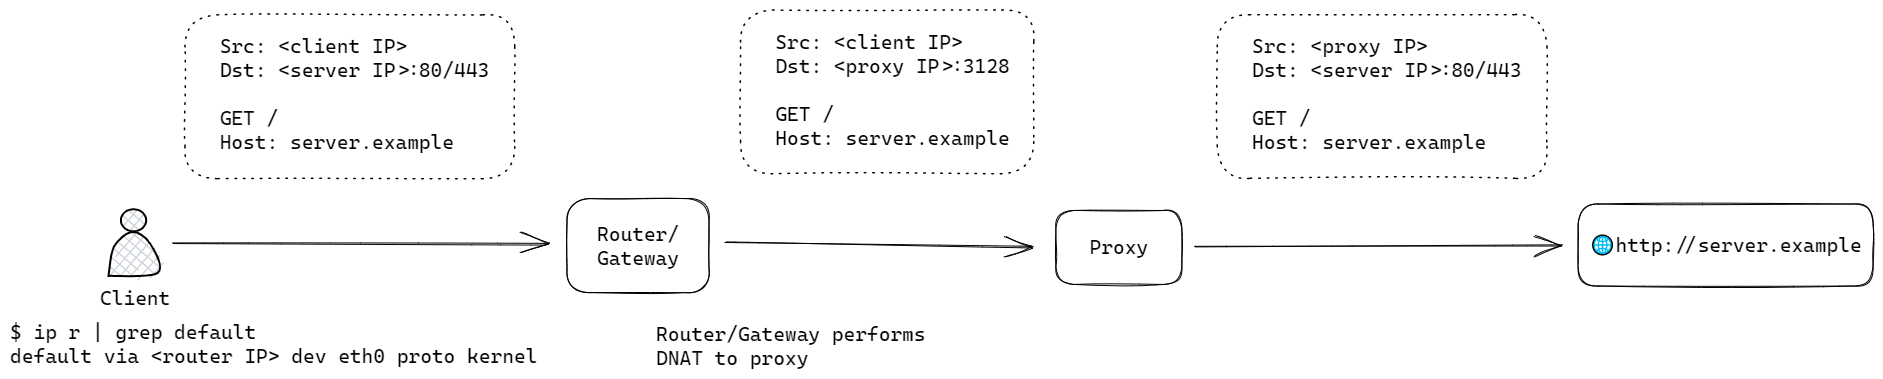 Src: <client IP>
Dst: <server IP>:80/443
GET /
Host: server.example
Src: <client IP>
Dst: <proxy IP>:3128
GET /
Host: server.example
Src: <proxy IP>
Dst: <server IP>:80/443
GET /
Host: server.example
Client
Router/
Gateway
Proxy
http://server.example
$ ip r | grep default
default via <router IP> dev eth0 proto kernel
Router/Gateway performs
DNAT to proxy